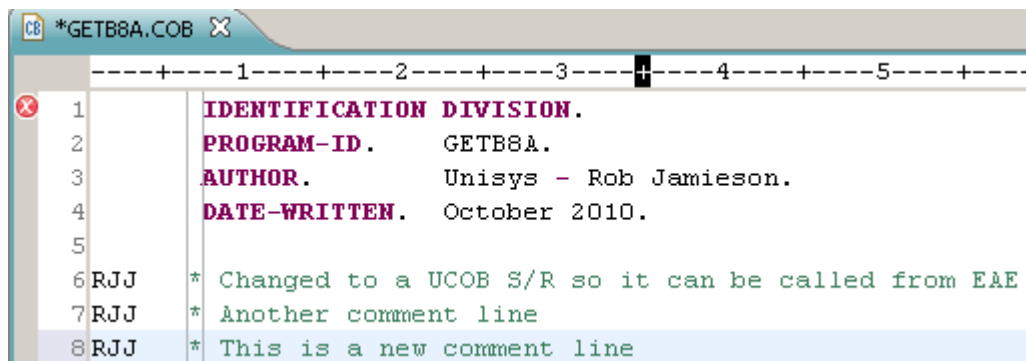 CB *GETB8A.COB
----+----1----+----2----+----3----+----4----+----5----+----
1 IDENTIFICATION DIVISION.
2 PROGRAM-ID. GETB8A.
3 AUTHOR. Unisys - Rob Jamieson.
4 DATE-WRITTEN. October 2010.
5
6 RJJ * Changed to a UCOB S/R so it can be called from EAE
7 RJJ * Another comment line
8 RJJ * This is a new comment line